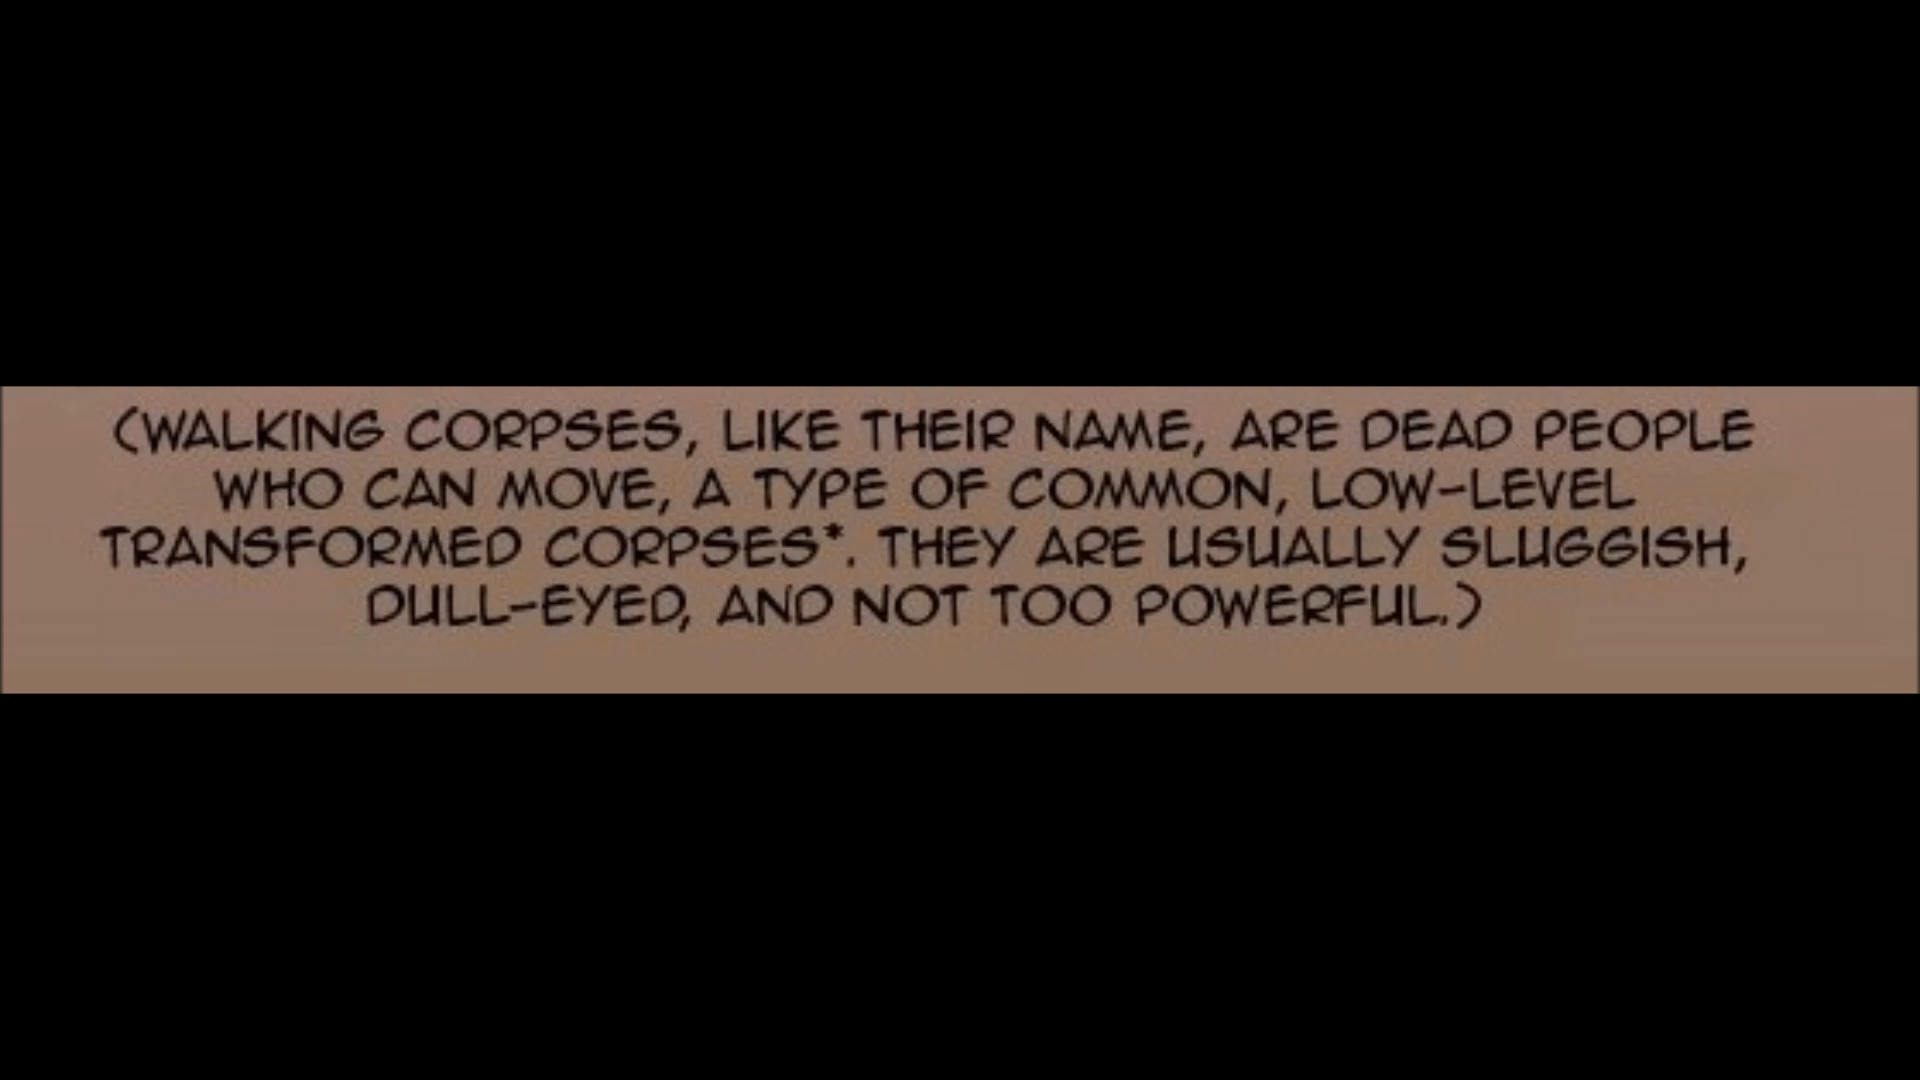 (WALKING CORPSES, LIKE THEIR NAME, ARE DEAD PEOPLE
WHO CAN MOVE, A TYPE OF COMMON, LOW-LEVEL
TRANSFORMED CORPSES*. THEY ARE USUALLY SLUGGISH,
DULL-EYED, AND NOT TOO POWERFUL.)